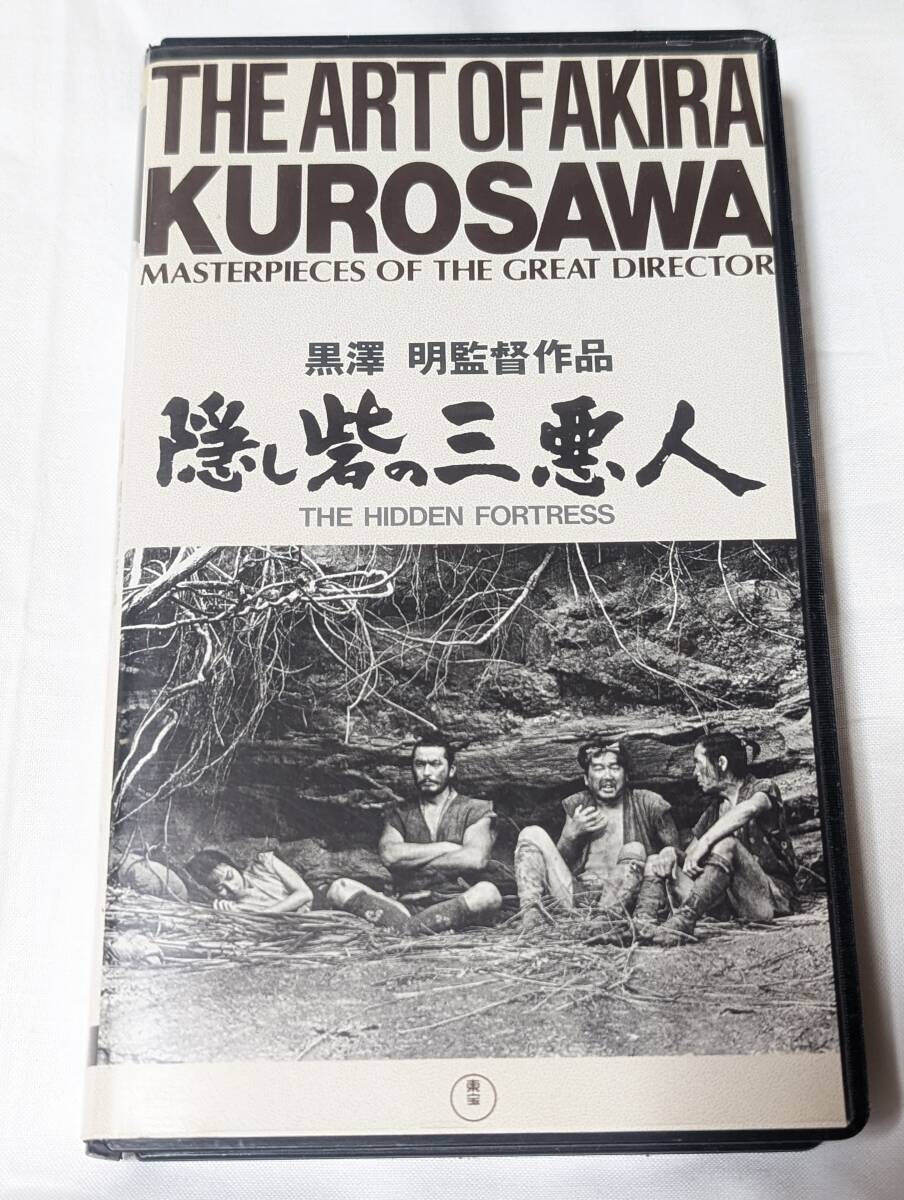 THE ART OF AKIRA
KUROSAWA
MASTERPIECES OF THE GREAT DIRECTOR
黒澤 明監督作品
隠し砦の三悪人
THE HIDDEN FORTRESS
東宝